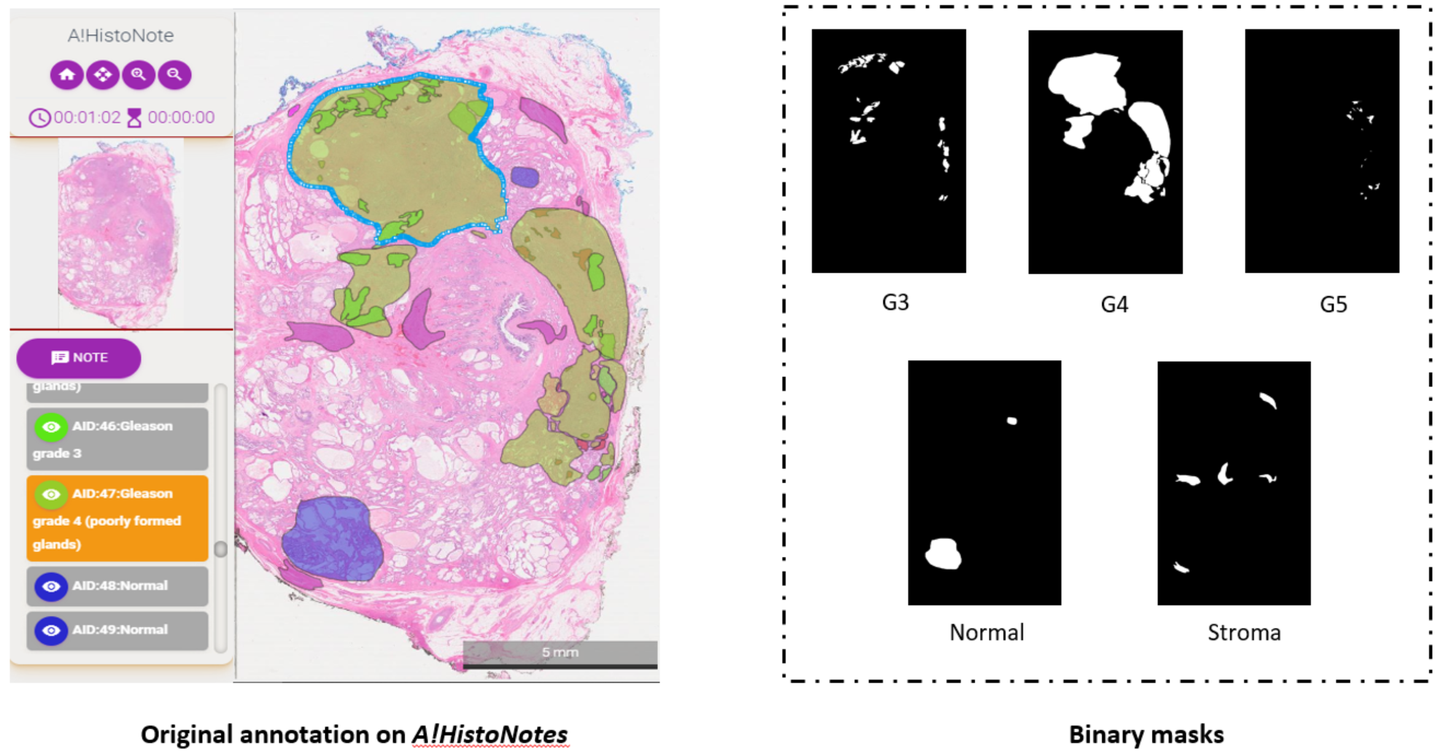 A!HistoNote
00:01:02 00:00:00
NOTE
glands)
AID:46:Gleason
grade 3
AID:47:Gleason
grade 4 (poorly formed
glands)
AID:48:Normal
AID:49:Normal
5 mm
Original annotation on A!HistoNotes
G3
G4
G5
Normal
Stroma
Binary masks